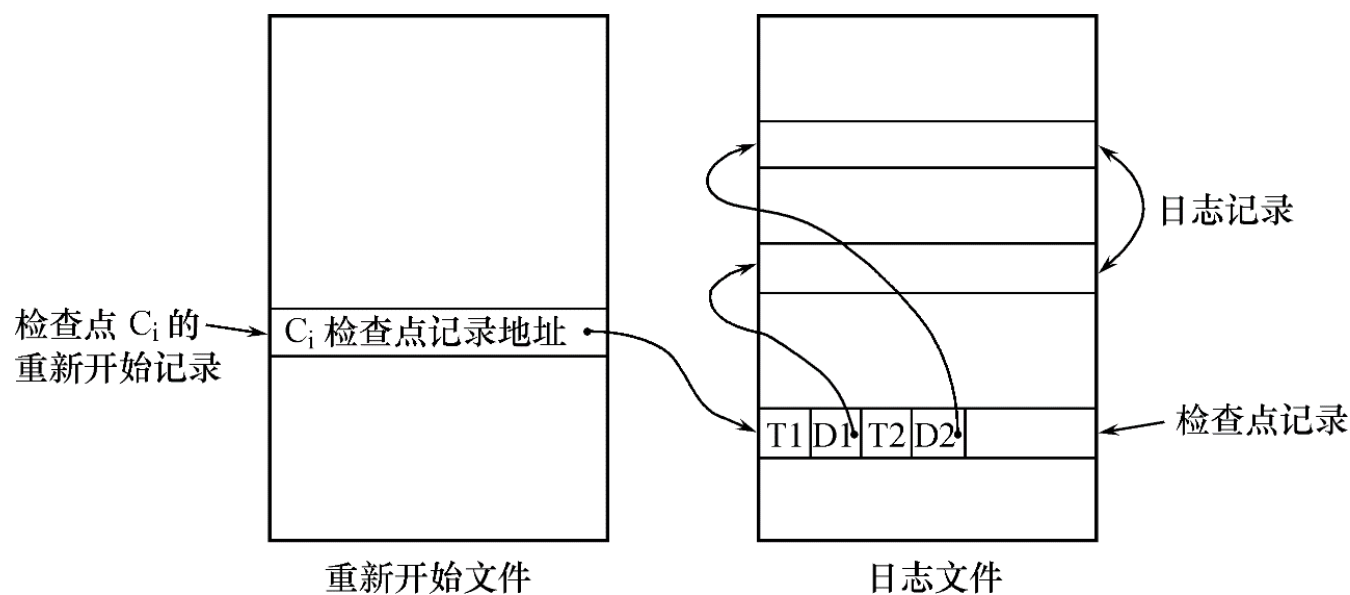 检查点 Ci 的
重新开始记录
Ci 检查点记录地址
重新开始文件
日志记录
T1 D1 T2 D2
检查点记录
日志文件